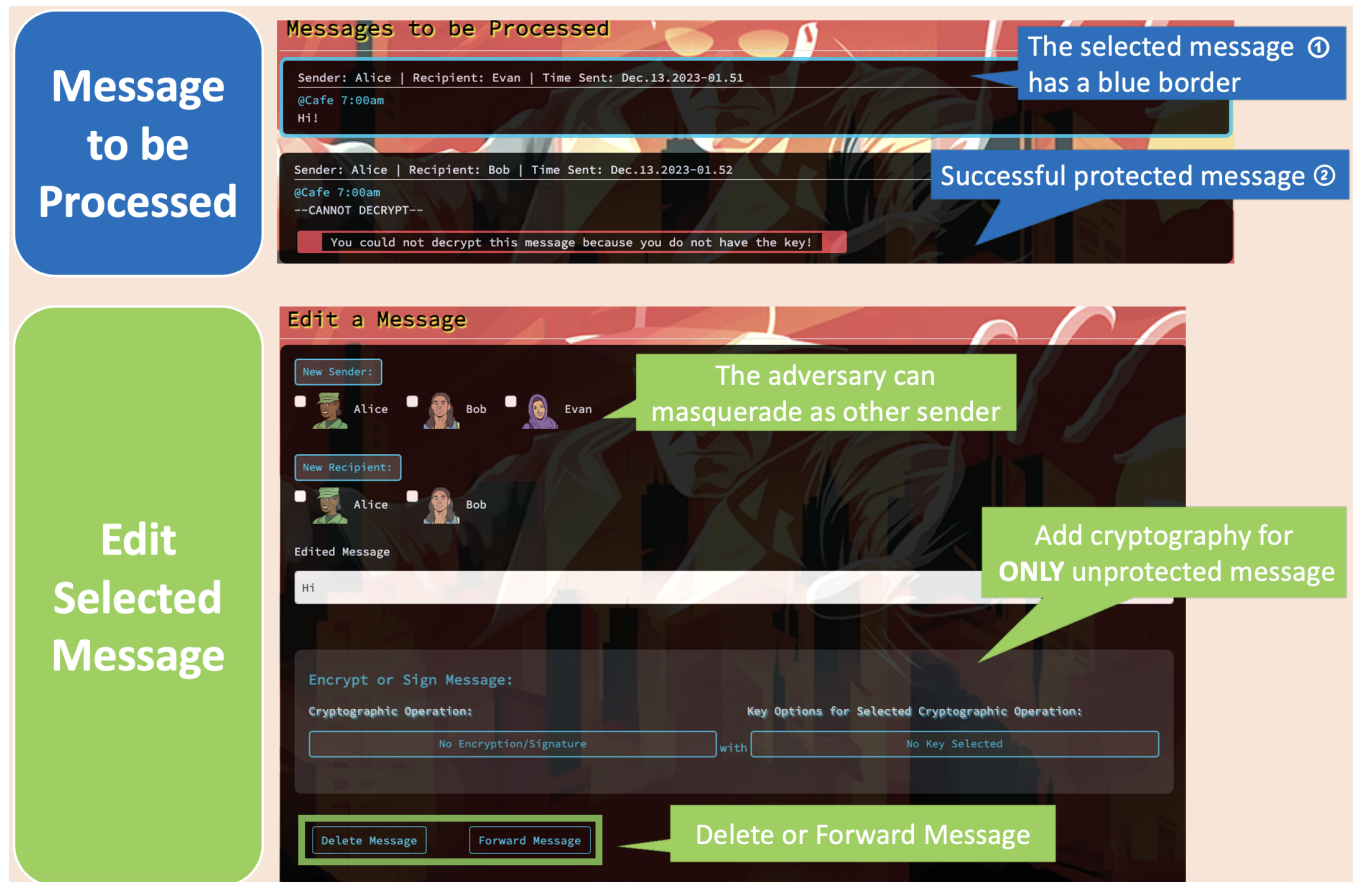 Message
to be
Processed
Messages to be Processed
The selected message ①
has a blue border
Sender: Alice | Recipient: Evan | Time Sent: Dec.13.2023-01.51
@Cafe 7:00am
Hi!
Sender: Alice | Recipient: Bob | Time Sent: Dec.13.2023-01.52
Successful protected message ②
@Cafe 7:00am
--CANNOT DECRYPT--
You could not decrypt this message because you do not have the key!
Edit
Selected
Message
Edit a Message
New Sender:
Alice Bob Evan
The adversary can
masquerade as other sender
New Recipient:
Alice Bob
Edited Message
Hi
Add cryptography for
ONLY unprotected message
Encrypt or Sign Message:
Cryptographic Operation: Key Options for Selected Cryptographic Operation:
No Encryption/Signature with No Key Selected
Delete Message Forward Message
Delete or Forward Message